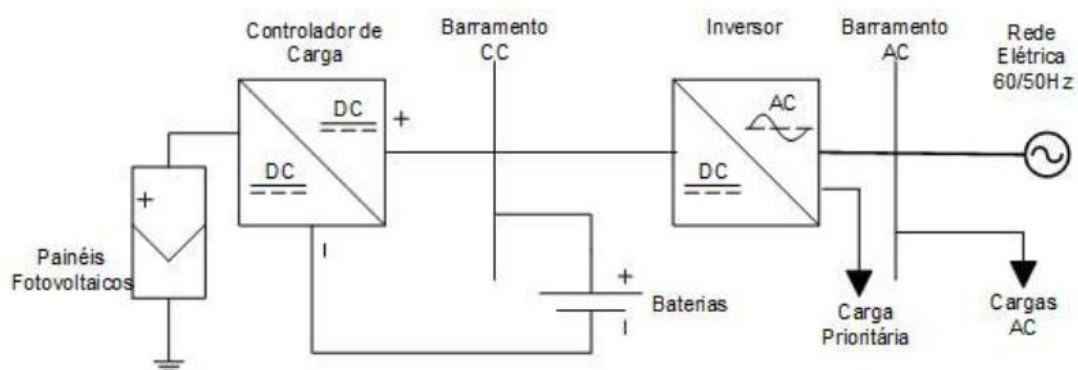 Controlador de
Carga
Barramento
CC
Inversor
Barramento
AC
Rede
Elétrica
60/50Hz
DC
+
DC
AC
DC
+
Painéis
Fotovoltaicos
+
Baterias
Carga
Prioritária
Cargas
AC